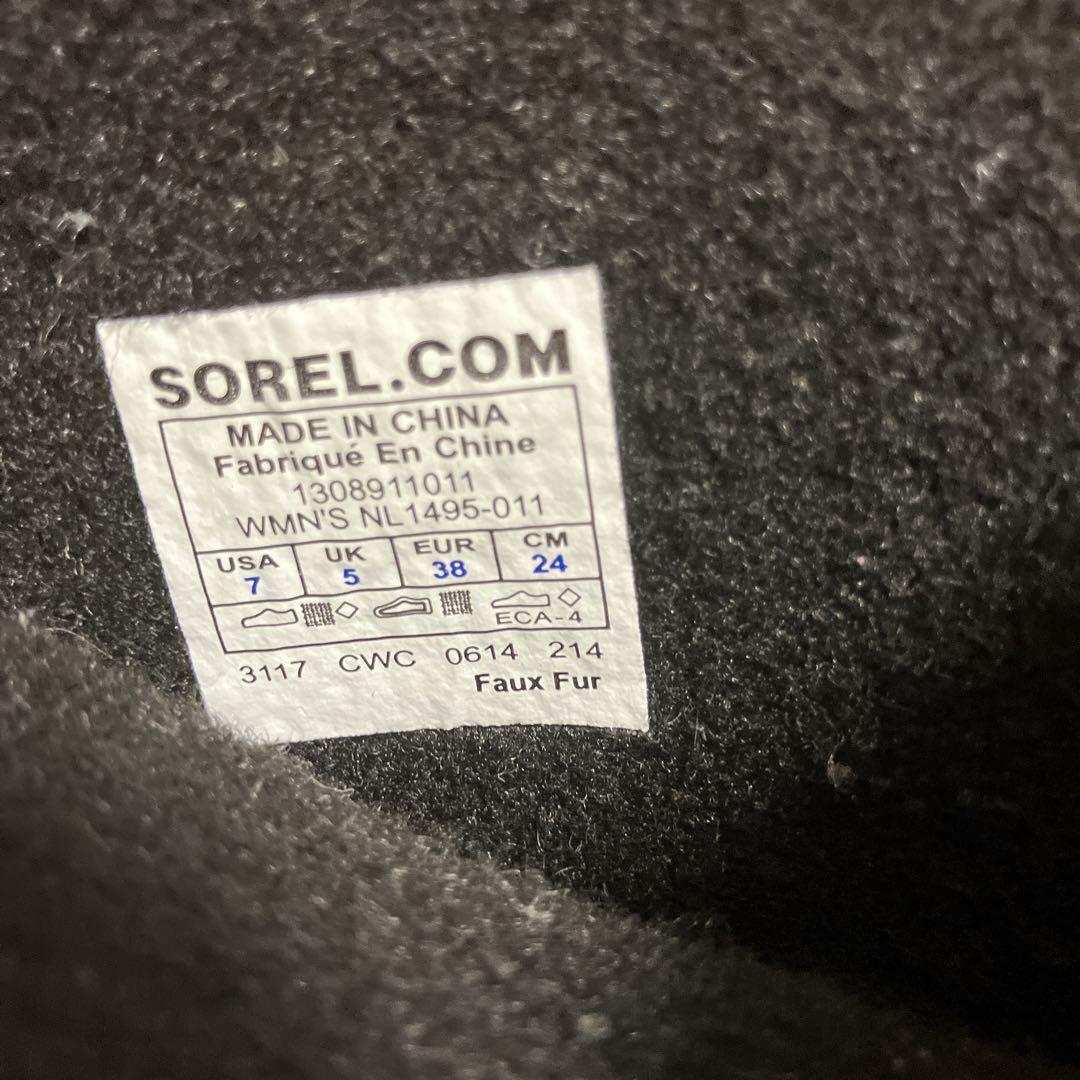 SOREL.COM
MADE IN CHINA
Fabriqué En Chine
1308911011
WMN'S NL1495-011
USA UK EUR CM
7 5 38 24
ECA-4
3117 CWC 0614 214
Faux Fur